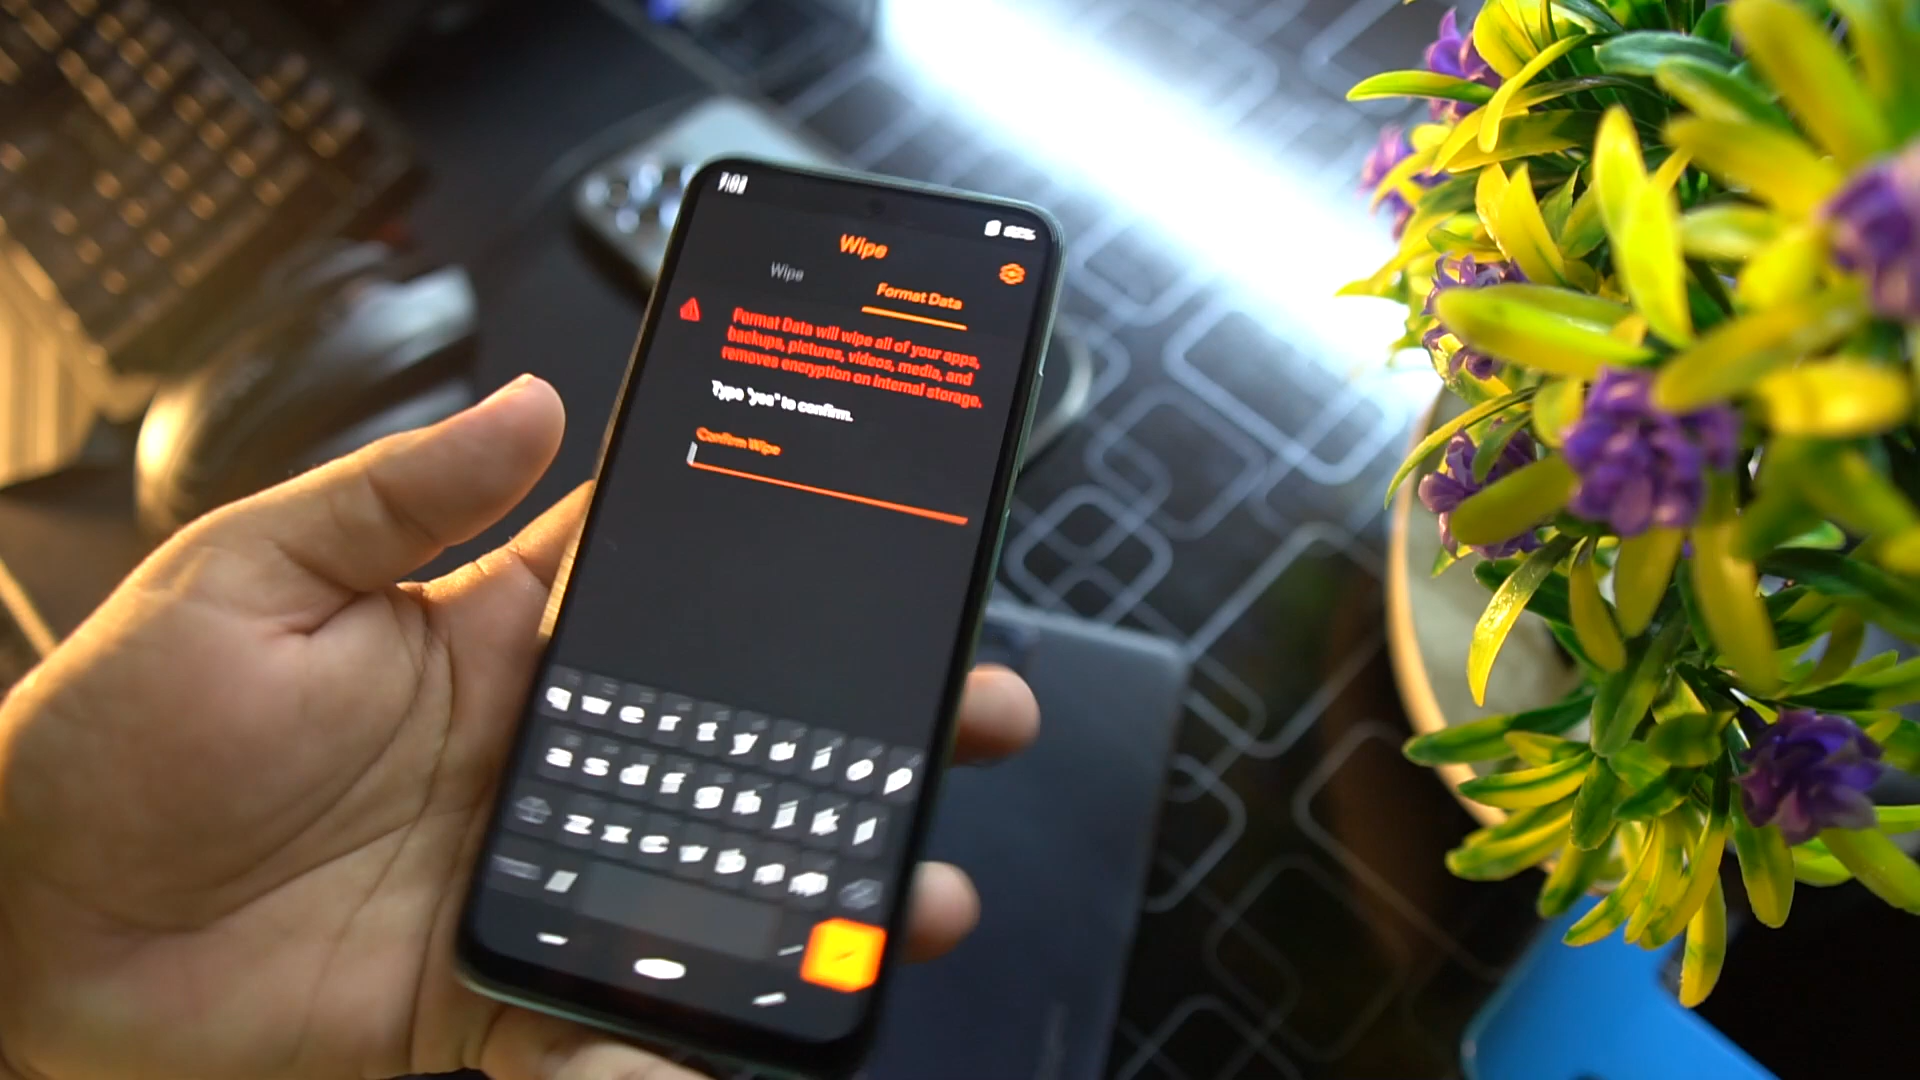 Wipe
Wipe
Format Data
Format Data will wipe all of your apps,
backups, pictures, videos, media, and
removes encryption on internal storage.
Type "yes" to confirm.
Confirm Wipe
q w e r t y u i o p
a s d f g h j k l
z x c v b n m